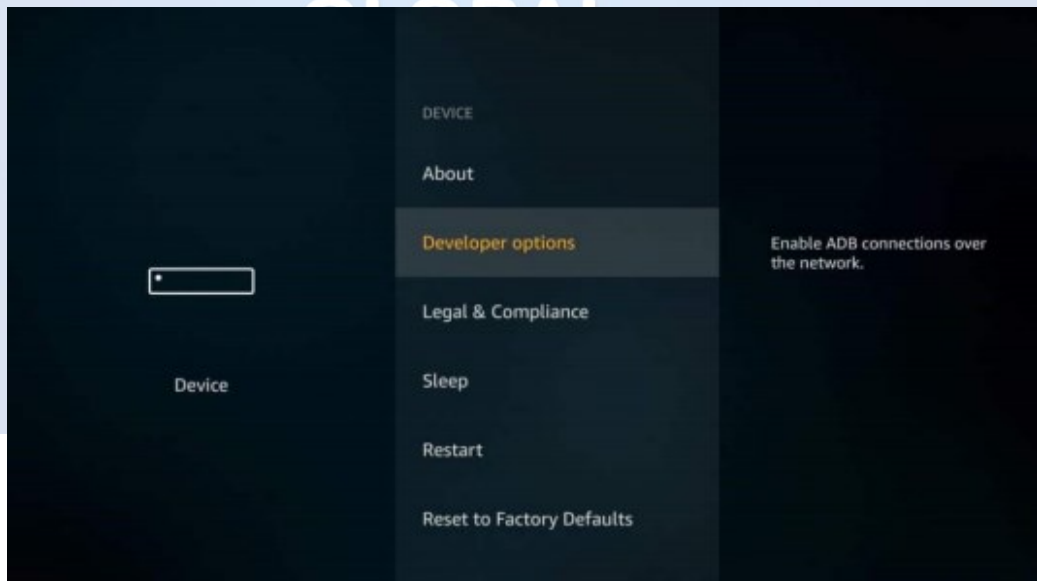 DEVICE
About
Developer options
Enable ADB connections over
the network.
Legal & Compliance
Device
Sleep
Restart
Reset to Factory Defaults